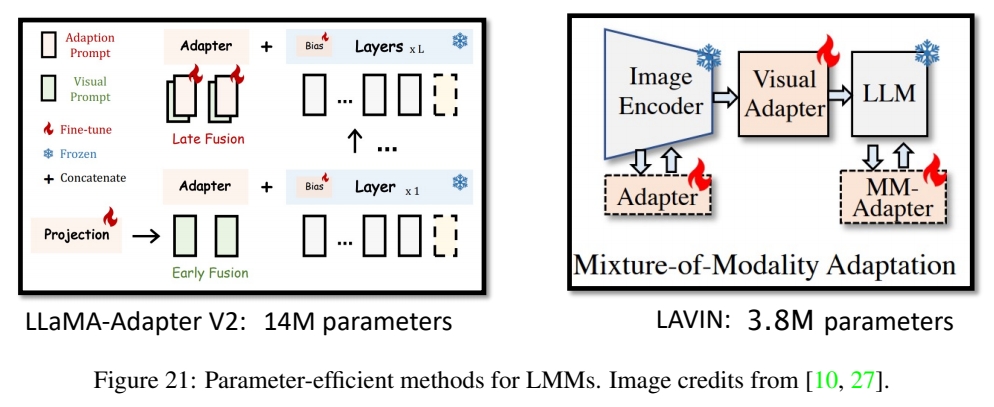 Adaption
Prompt
Visual
Prompt
Fine-tune
Frozen
+ Concatenate
Adapter + Bias Layers x L
...
Late Fusion
...
Adapter + Bias Layer x 1
Projection
...
Early Fusion
LLaMA-Adapter V2: 14M parameters
Image
Encoder
Visual
Adapter
LLM
Adapter
MM-
Adapter
Mixture-of-Modality Adaptation
LAVIN: 3.8M parameters
Figure 21: Parameter-efficient methods for LMMs. Image credits from [10, 27].